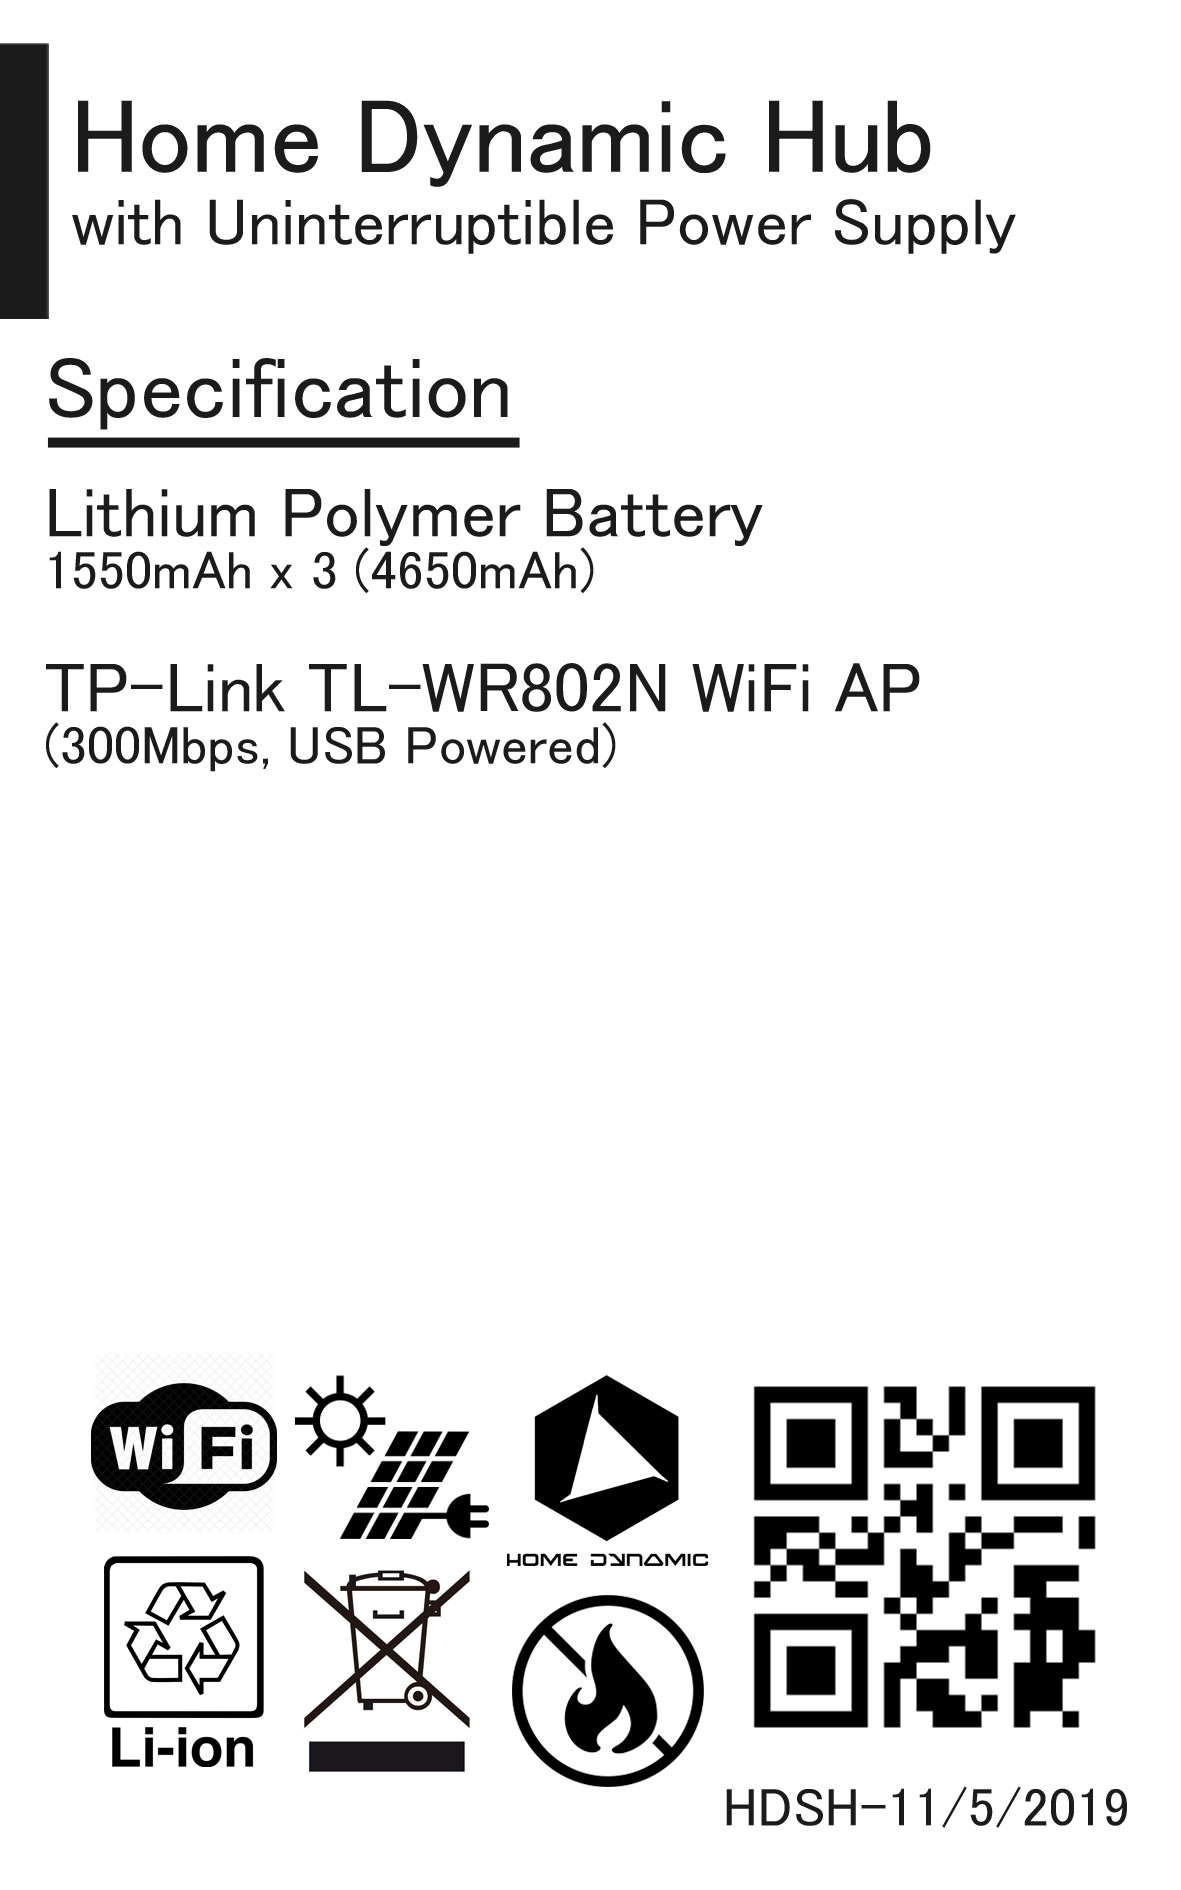 Home Dynamic Hub
with Uninterruptible Power Supply
Specification
Lithium Polymer Battery
1550mAh x 3 (4650mAh)
TP-Link TL-WR802N WiFi AP
(300Mbps, USB Powered)
Wi Fi
HOME DYNAMIC
Li-ion
HDSH-11/5/2019